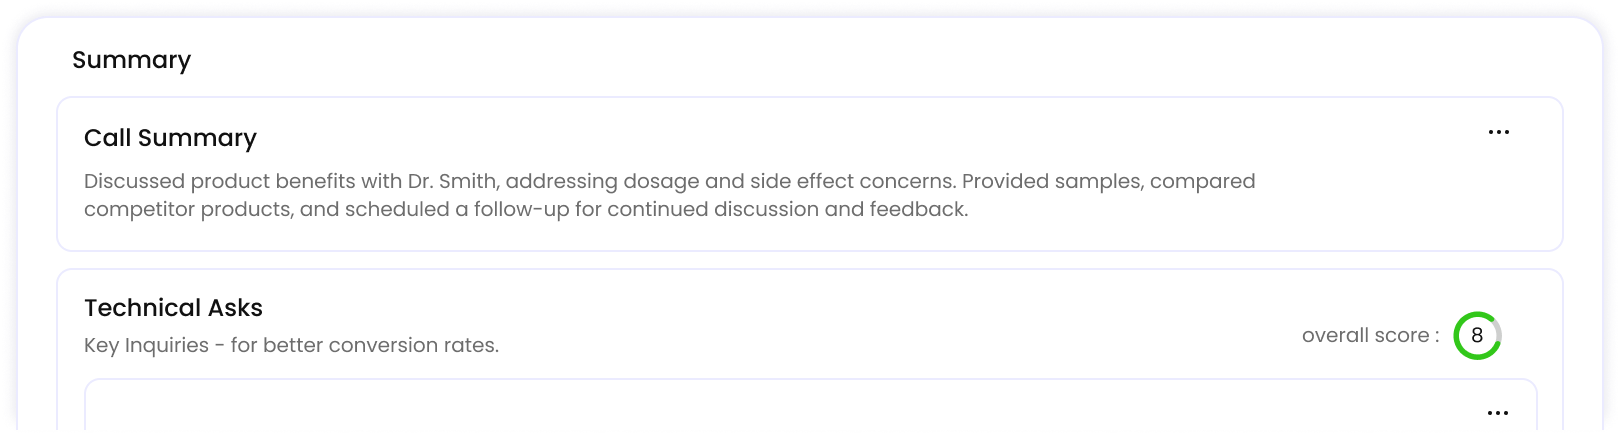 Summary
Call Summary
Discussed product benefits with Dr. Smith, addressing dosage and side effect concerns. Provided samples, compared
competitor products, and scheduled a follow-up for continued discussion and feedback.
Technical Asks
Key Inquiries - for better conversion rates.
overall score : 8